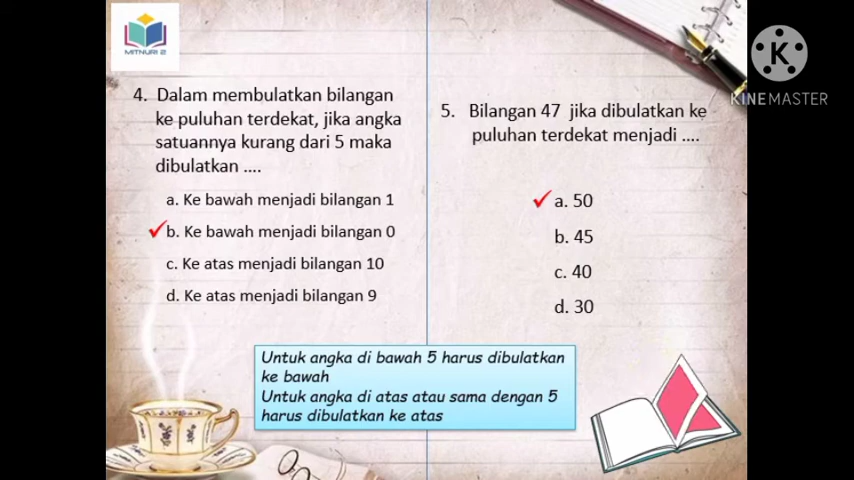 MITNURI 2
4. Dalam membulatkan bilangan
ke puluhan terdekat, jika angka
satuannya kurang dari 5 maka
dibulatkan ....
a. Ke bawah menjadi bilangan 1
b. Ke bawah menjadi bilangan 0
c. Ke atas menjadi bilangan 10
d. Ke atas menjadi bilangan 9
5. Bilangan 47 jika dibulatkan ke
puluhan terdekat menjadi ....
a. 50
b. 45
c. 40
d. 30
Untuk angka di bawah 5 harus dibulatkan
ke bawah
Untuk angka di atas atau sama dengan 5
harus dibulatkan ke atas
K
KINEMASTER